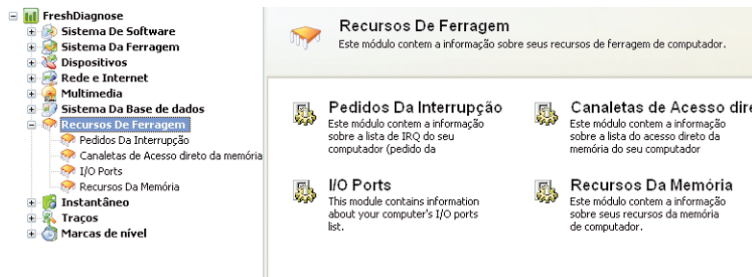 FreshDiagnose
Sistema De Software
Sistema Da Ferragem
Dispositivos
Rede e Internet
Multimedia
Sistema Da Base de dados
Recursos De Ferragem
Pedidos Da Interrupção
Canaletas de Acesso direto da memória
I/O Ports
Recursos Da Memória
Instantâneo
Traços
Marcas de nível
Recursos De Ferragem
Este módulo contem a informação sobre seus recursos de ferragem de computador.
Pedidos Da Interrupção
Este módulo contem a informação
sobre a lista de IRQ do seu
computador (pedido da
Canaletas de Acesso dire
Este módulo contem a informação
sobre a lista do acesso direto da
memória do seu computador
I/O Ports
This module contains information
about your computer's I/O ports
list.
Recursos Da Memória
Este módulo contem a informação
sobre seus recursos da memória
de computador.